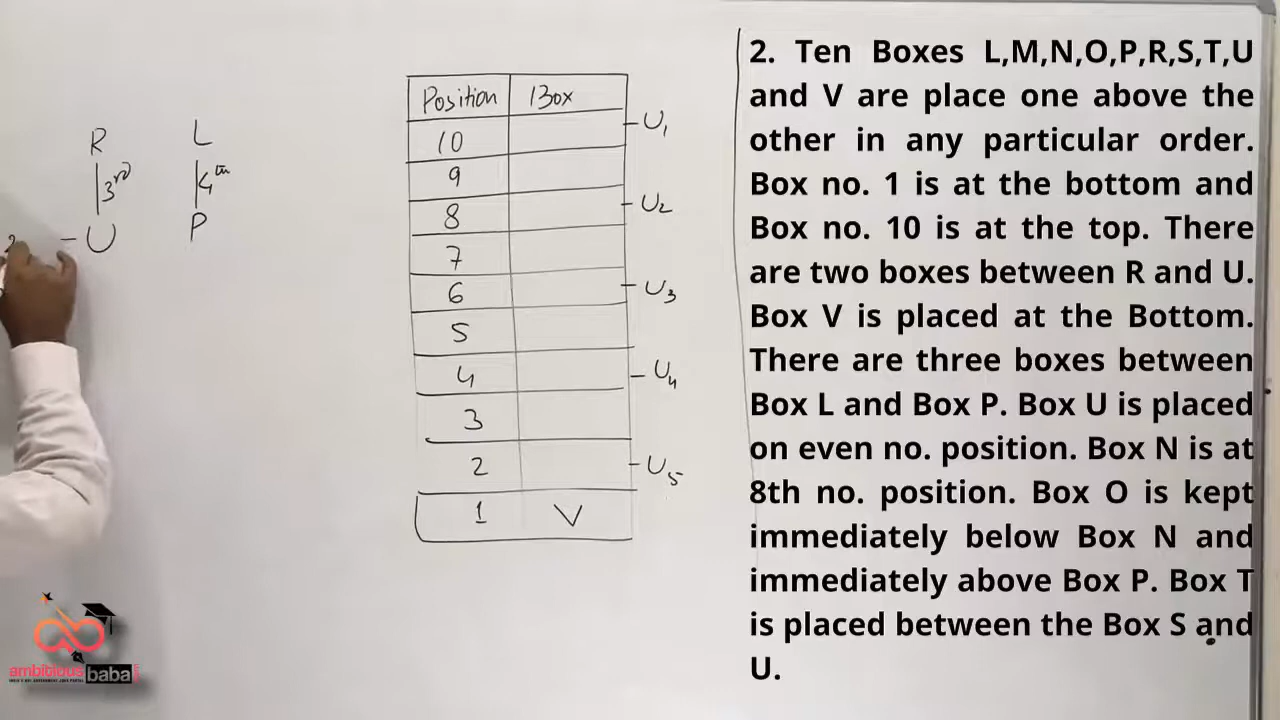 R
3rd
U
L
4th
P
Position Box
10
9
8
7
6
5
4
3
2
1 V
U1
U2
U3
U4
U5
2. Ten Boxes L,M,N,O,P,R,S,T,U
and V are place one above the
other in any particular order.
Box no. 1 is at the bottom and
Box no. 10 is at the top. There
are two boxes between R and U.
Box V is placed at the Bottom.
There are three boxes between
Box L and Box P. Box U is placed
on even no. position. Box N is at
8th no. position. Box O is kept
immediately below Box N and
immediately above Box P. Box T
is placed between the Box S and
U.
ambitiousbaba